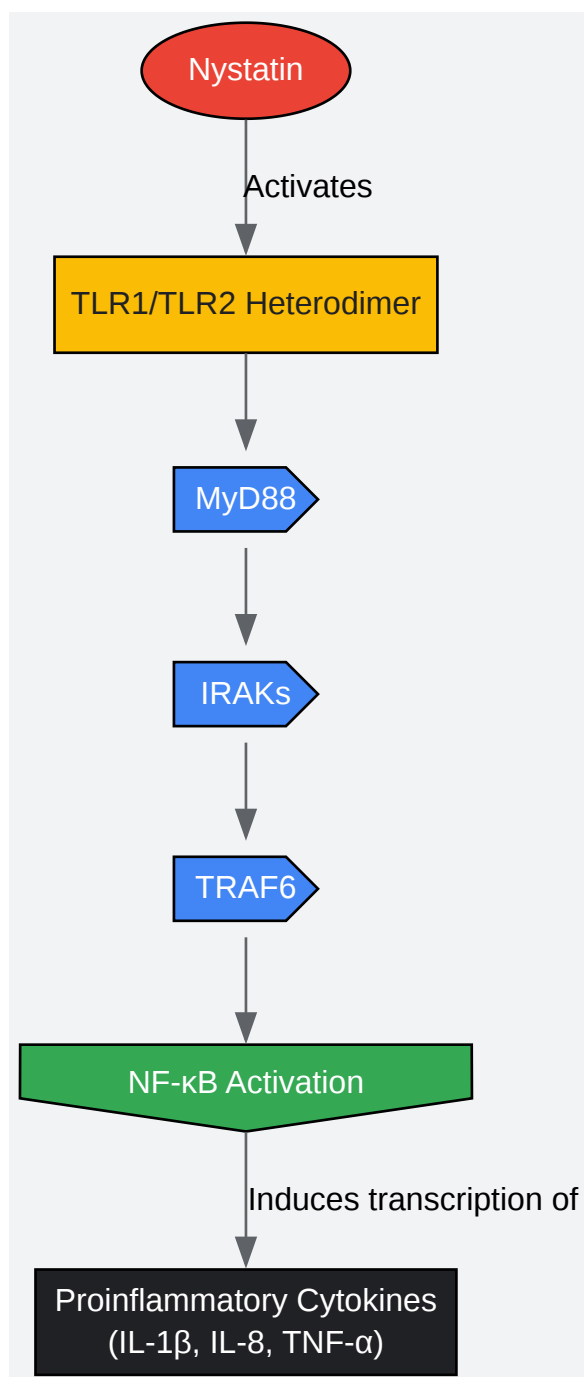 Nystatin
Activates
TLR1/TLR2 Heterodimer
MyD88
IRAKs
TRAF6
NF-κB Activation
Induces transcription of
Proinflammatory Cytokines
(IL-1β, IL-8, TNF-α)